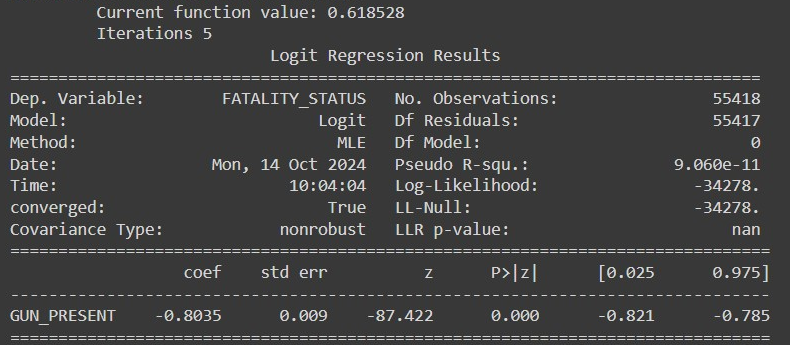 Current function value: 0.618528
Iterations 5
Logit Regression Results
==============================================================================
Dep. Variable: FATALITY_STATUS No. Observations: 55418
Model: Logit Df Residuals: 55417
Method: MLE Df Model: 0
Date: Mon, 14 Oct 2024 Pseudo R-squ.: 9.060e-11
Time: 10:04:04 Log-Likelihood: -34278.
converged: True LL-Null: -34278.
Covariance Type: nonrobust LLR p-value: nan
===============================================================================
coef std err z P>|z| [0.025 0.975]
-------------------------------------------------------------------------------
GUN_PRESENT -0.8035 0.009 -87.422 0.000 -0.821 -0.785
===============================================================================